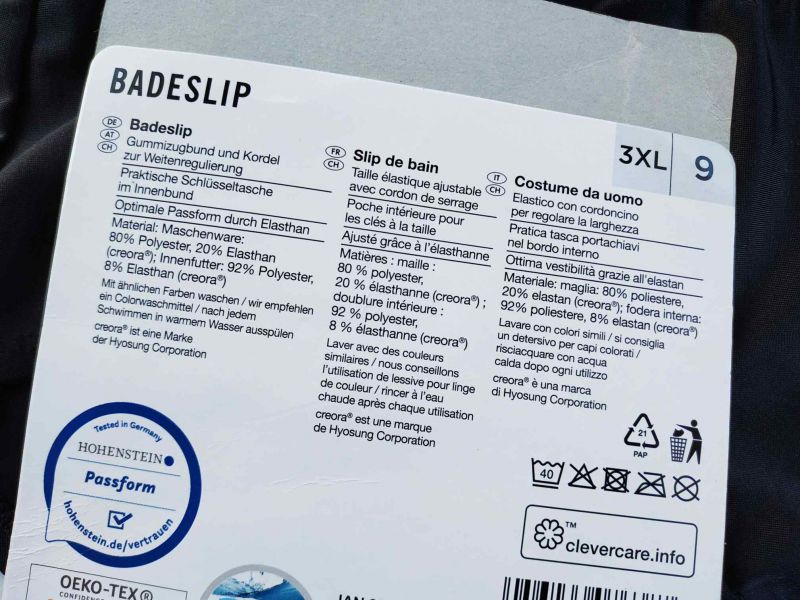 BADESLIP
3XL
9
DE
AT
CH
Badeslip
Gummizugbund und Kordel
zur Weitenregulierung
Praktische Schlüsseltasche
im Innenbund
Optimale Passform durch Elasthan
Material: Maschenware:
80% Polyester, 20% Elasthan
(creora®); Innenfutter: 92% Polyester,
8% Elasthan (creora®)
Mit ähnlichen Farben waschen / wir empfehlen
ein Colorwaschmittel / nach jedem
Schwimmen in warmem Wasser ausspülen
creora® ist eine Marke
der Hyosung Corporation
FR
CH
Slip de bain
Taille élastique ajustable
avec cordon de serrage
Poche intérieure pour
les clés à la taille
Ajusté grâce à l'élasthanne
Matières : maille :
80 % polyester,
20 % élasthanne (creora®) ;
doublure intérieure :
92 % polyester,
8 % élasthanne (creora®)
Laver avec des couleurs
similaires / nous conseillons
l'utilisation de lessive pour linge
de couleur / rincer à l'eau
chaude après chaque utilisation
creora® est une marque
de Hyosung Corporation
IT
CH
Costume da uomo
Elastico con cordoncino
per regolare la larghezza
Pratica tasca portachiavi
nel bordo interno
Ottima vestibilità grazie all'elastan
Materiale: maglia: 80% poliestere,
20% elastan (creora®); fodera interna:
92% poliestere, 8% elastan (creora®)
Lavare con colori simili / si consiglia
un detersivo per capi colorati /
risciacquare con acqua
calda dopo ogni utilizzo
creora® è una marca
di Hyosung Corporation
21
PAP
40
™
clevercare.info
Tested in Germany
HOHENSTEIN
Passform
hohenstein.de/vertrauen
OEKO-TEX®